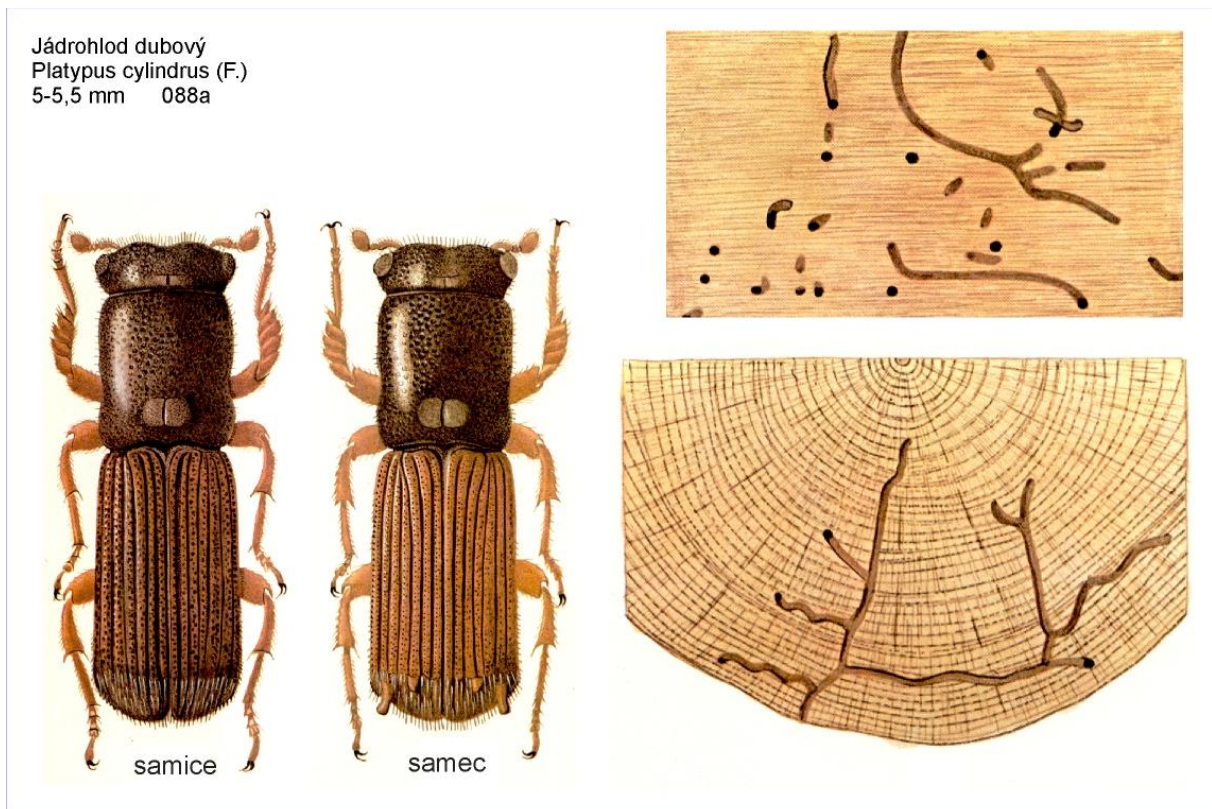 Jádrohlod dubový
Platypus cylindrus (F.)
5-5,5 mm 088a
samice
samec